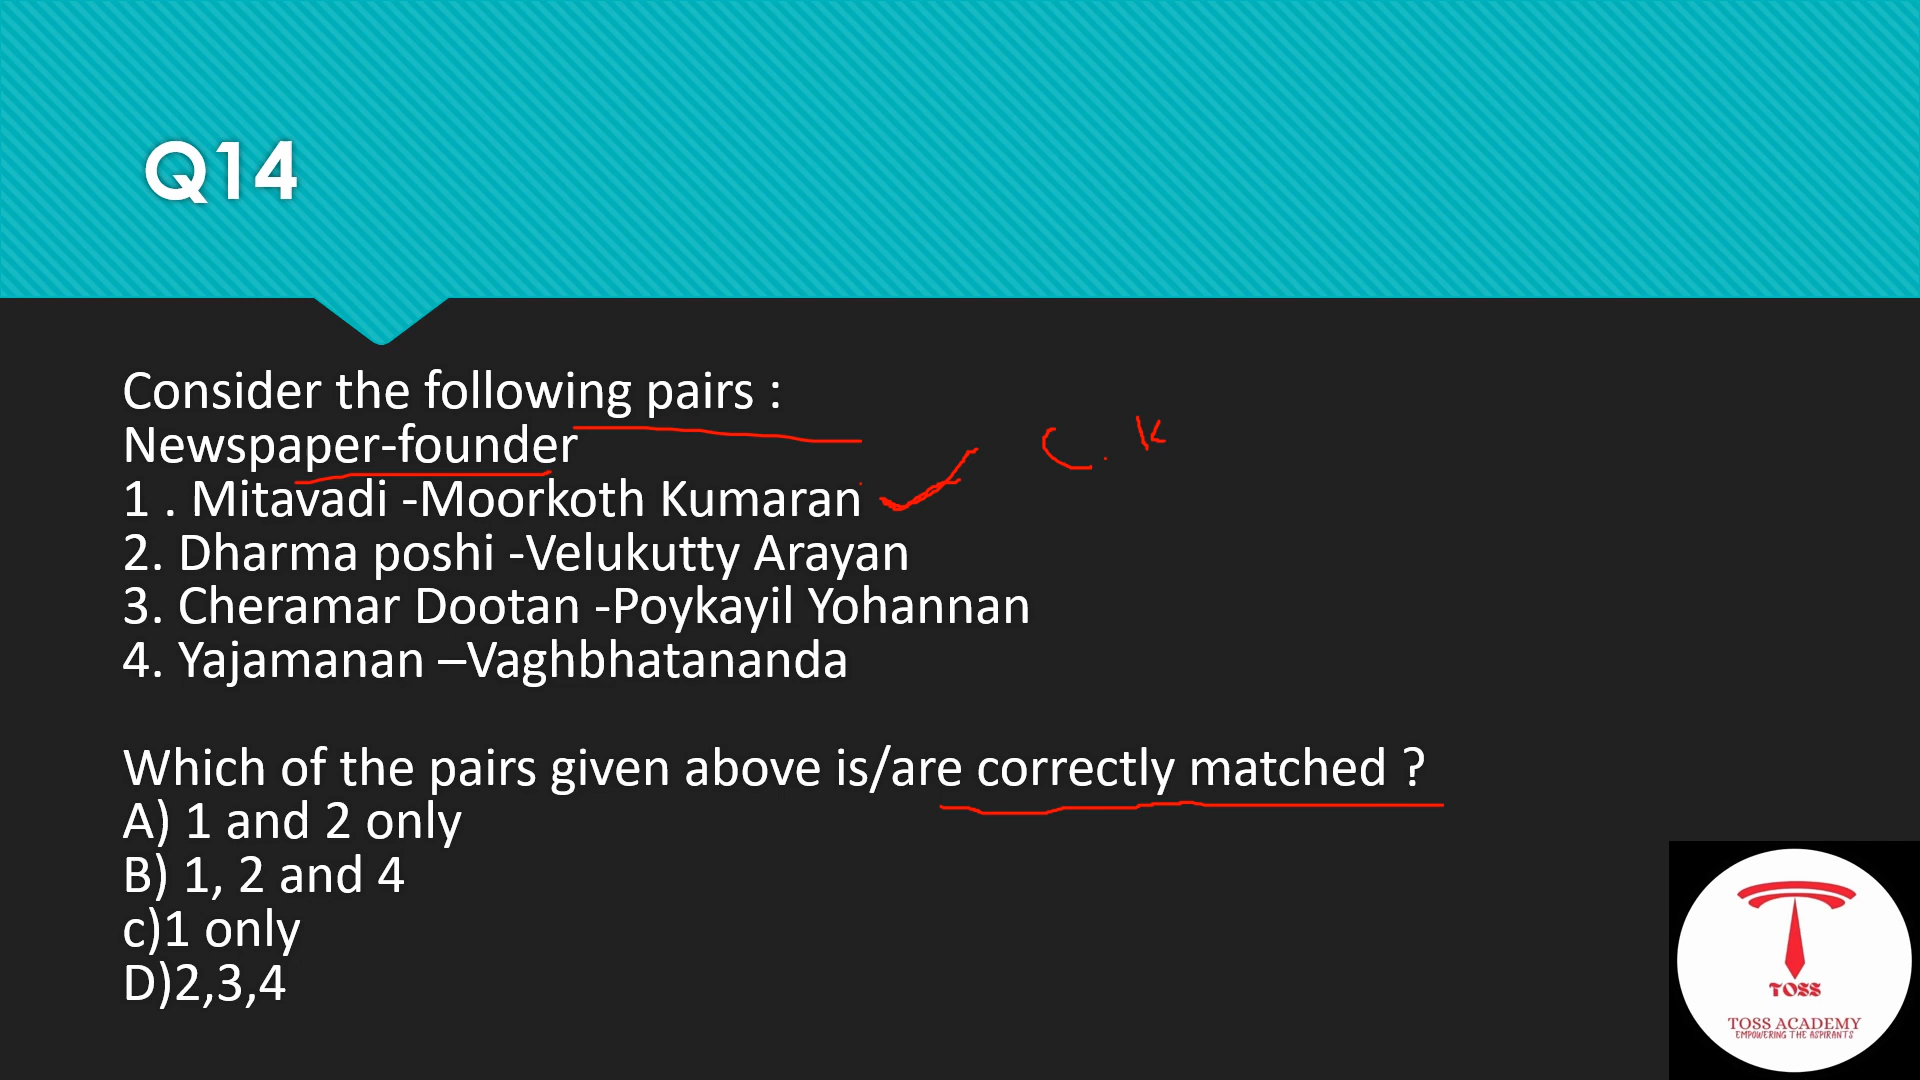 Q14
Consider the following pairs :
Newspaper-founder
C. K
1 . Mitavadi -Moorkoth Kumaran
2. Dharma poshi -Velukutty Arayan
3. Cheramar Dootan -Poykayil Yohannan
4. Yajamanan –Vaghbhatananda
Which of the pairs given above is/are correctly matched ?
A) 1 and 2 only
B) 1, 2 and 4
c)1 only
D)2,3,4
TOSS
TOSS ACADEMY
EMPOWERING THE ASPIRANTS